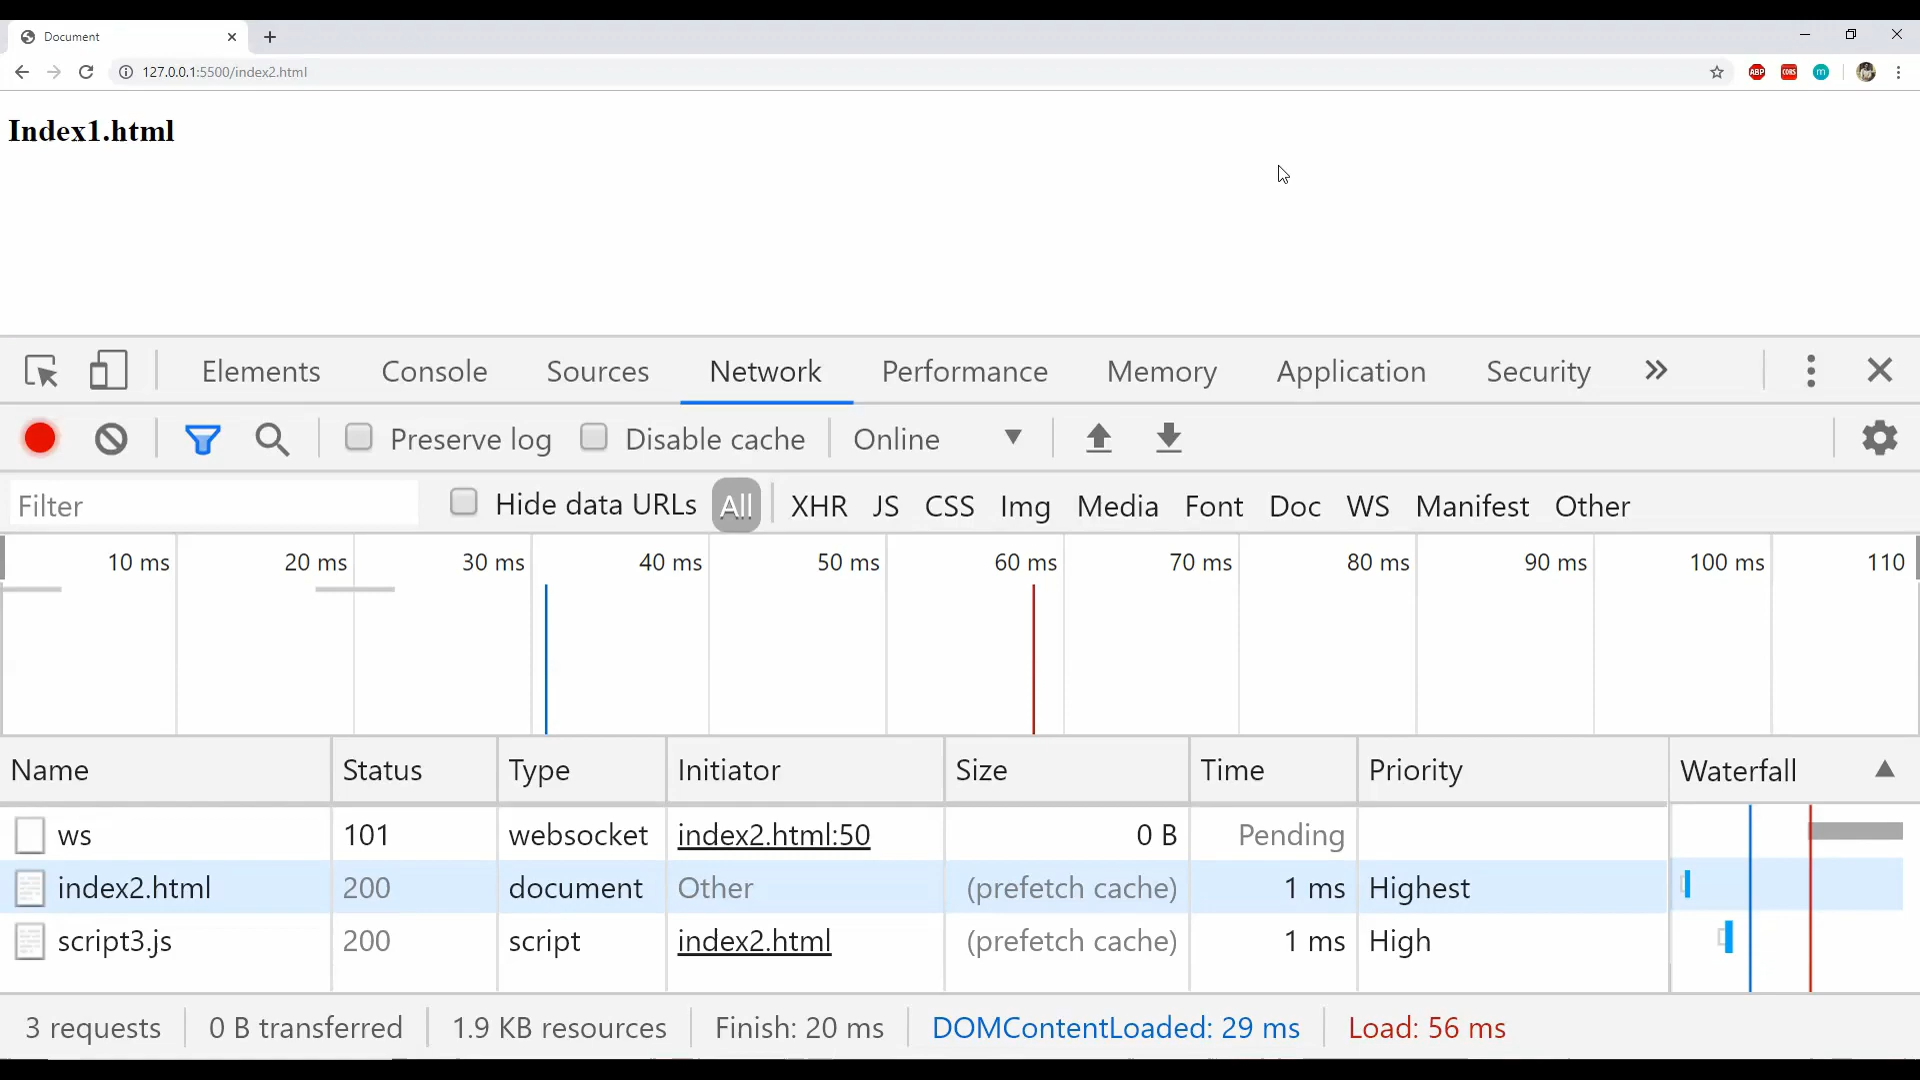 Document
127.0.0.1:5500/index2.html
ABP
CORS
m
Index1.html
Elements Console Sources Network Performance Memory Application Security
Preserve log Disable cache Online
Filter Hide data URLs All XHR JS CSS Img Media Font Doc WS Manifest Other
10 ms 20 ms 30 ms 40 ms 50 ms 60 ms 70 ms 80 ms 90 ms 100 ms 110
Name Status Type Initiator Size Time Priority Waterfall
ws 101 websocket index2.html:50 0 B Pending
index2.html 200 document Other (prefetch cache) 1 ms Highest
script3.js 200 script index2.html (prefetch cache) 1 ms High
3 requests 0 B transferred 1.9 KB resources Finish: 20 ms DOMContentLoaded: 29 ms Load: 56 ms